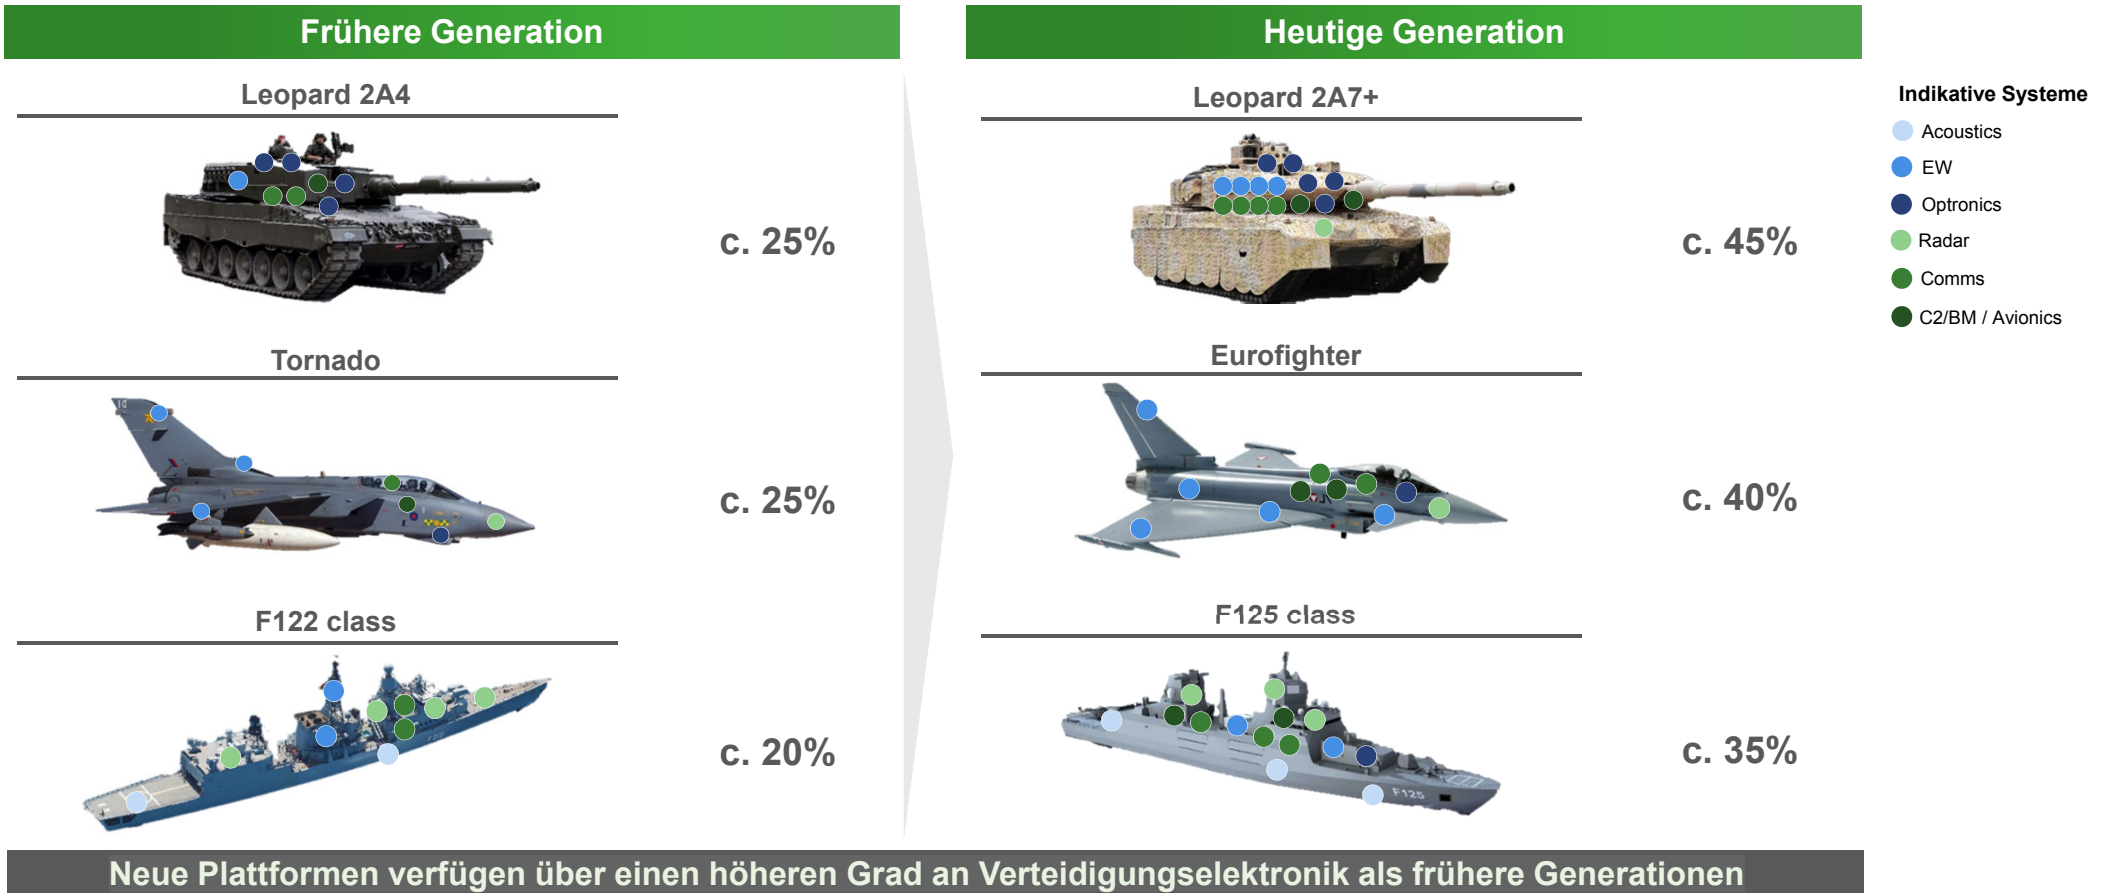 Frühere Generation
Heutige Generation
Leopard 2A4
c. 25%
Tornado
c. 25%
F122 class
c. 20%
Leopard 2A7+
c. 45%
Eurofighter
c. 40%
F125 class
F125
c. 35%
Indikative Systeme
Acoustics
EW
Optronics
Radar
Comms
C2/BM / Avionics
Neue Plattformen verfügen über einen höheren Grad an Verteidigungselektronik als frühere Generationen